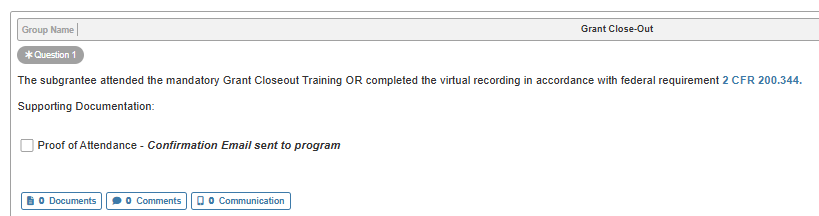 Group Name
Grant Close-Out
Question 1
The subgrantee attended the mandatory Grant Closeout Training OR completed the virtual recording in accordance with federal requirement 2 CFR 200.344.
Supporting Documentation:
Proof of Attendance - Confirmation Email sent to program
0 Documents 0 Comments 0 Communication